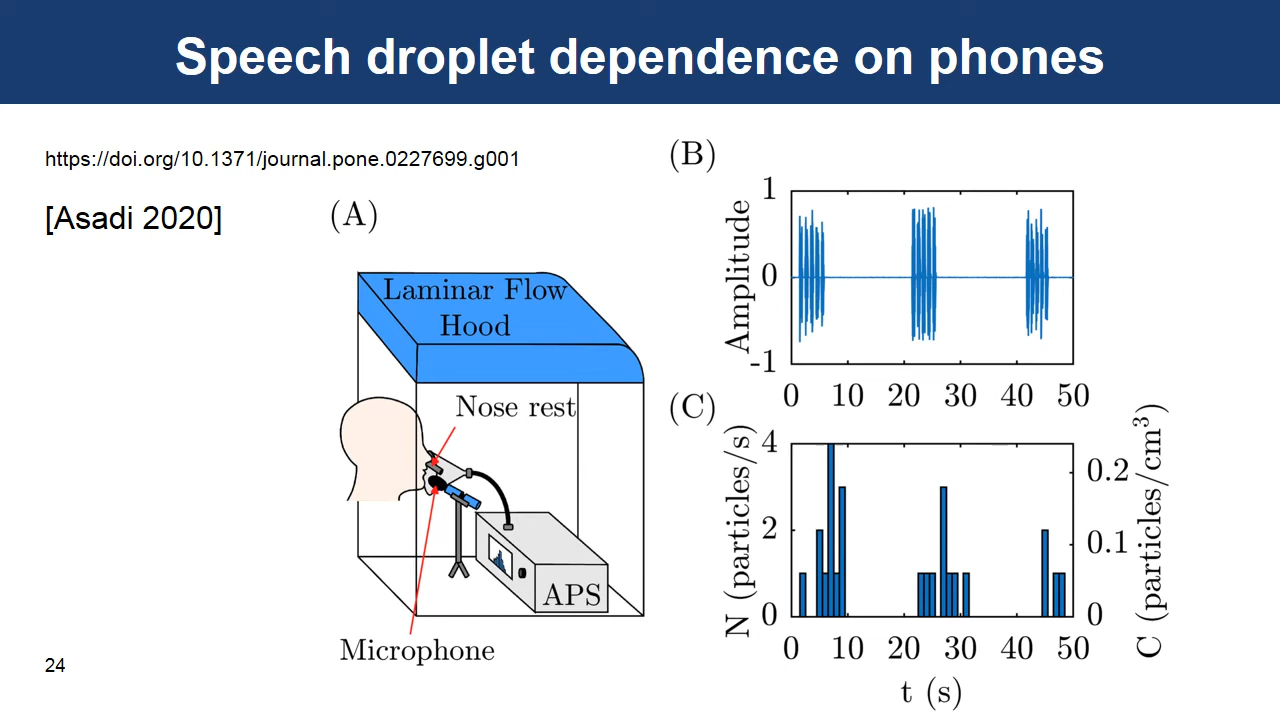 Speech droplet dependence on phones
https://doi.org/10.1371/journal.pone.0227699.g001
[Asadi 2020]
(A)
Laminar Flow
Hood
Nose rest
APS
Microphone
(B)
Amplitude
1
0
-1
0 10 20 30 40 50
(C)
N (particles/s)
4
2
0
C (particles/cm³)
0.2
0.1
0
0 10 20 30 40 50
t (s)
24